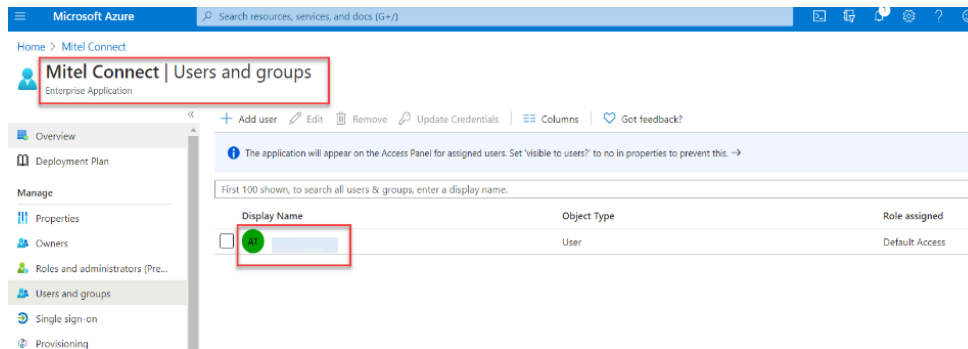 Microsoft Azure
Search resources, services, and docs (G+/)
1
Home > Mitel Connect
Mitel Connect | Users and groups
Enterprise Application
«
Add user Edit Remove Update Credentials Columns Got feedback?
Overview
Deployment Plan
The application will appear on the Access Panel for assigned users. Set 'visible to users?' to no in properties to prevent this. →
Manage
First 100 shown, to search all users & groups, enter a display name.
Properties
Display Name Object Type Role assigned
Owners
AT User Default Access
Roles and administrators (Pre...
Users and groups
Single sign-on
Provisioning